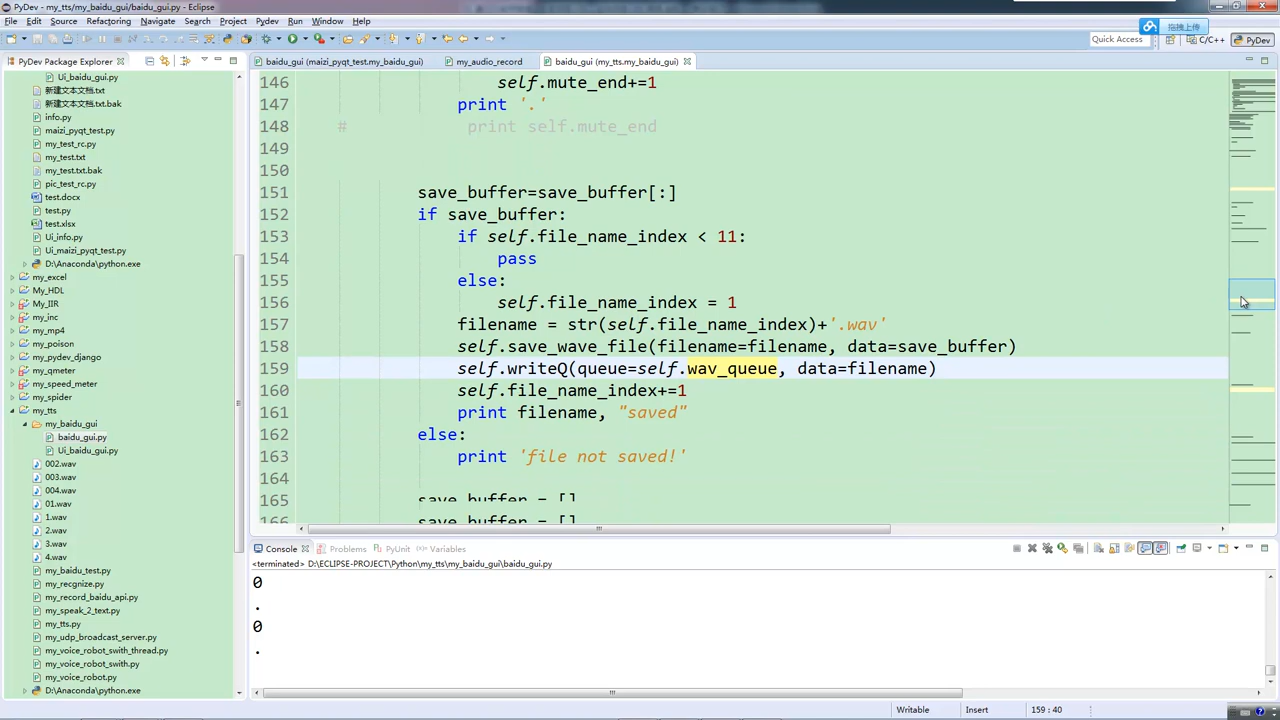 PyDev - my_tts/my_baidu_gui/baidu_gui.py - Eclipse
File Edit Source Refactoring Navigate Search Project Pydev Run Window Help
拖拽上传
Quick Access
C/C++
PyDev
PyDev Package Explorer
baidu_gui (maizi_pyqt_test.my_baidu_gui)
my_audio_record
baidu_gui (my_tts.my_baidu_gui)
Ui_baidu_gui.py
新建文本文档.txt
新建文本文档.txt.bak
info.py
maizi_pyqt_test.py
my_test_rc.py
my_test.txt
my_test.txt.bak
pic_test_rc.py
test.docx
test.py
test.xlsx
Ui_info.py
Ui_maizi_pyqt_test.py
D:\Anaconda\python.exe
my_excel
My_HDL
My_IIR
my_inc
my_mp4
my_poison
my_pydev_django
my_qmeter
my_speed_meter
my_spider
my_tts
my_baidu_gui
baidu_gui.py
Ui_baidu_gui.py
002.wav
003.wav
004.wav
01.wav
1.wav
2.wav
3.wav
4.wav
my_baidu_test.py
my_recgnize.py
my_record_baidu_api.py
my_speak_2_text.py
my_tts.py
my_udp_broadcast_server.py
my_voice_robot_swith_thread.py
my_voice_robot_swith.py
my_voice_robot.py
D:\Anaconda\python.exe
146 self.mute_end+=1
147 print '.'
148 # print self.mute_end
149
150
151 save_buffer=save_buffer[:]
152 if save_buffer:
153 if self.file_name_index < 11:
154 pass
155 else:
156 self.file_name_index = 1
157 filename = str(self.file_name_index)+'.wav'
158 self.save_wave_file(filename=filename, data=save_buffer)
159 self.writeQ(queue=self.wav_queue, data=filename)
160 self.file_name_index+=1
161 print filename, "saved"
162 else:
163 print 'file not saved!'
164
165 save_buffer = []
166 save_buffer = []
Console
Problems
PyUnit
Variables
<terminated> D:\ECLIPSE-PROJECT\Python\my_tts\my_baidu_gui\baidu_gui.py
0
.
0
.
Writable
Insert
159 : 40